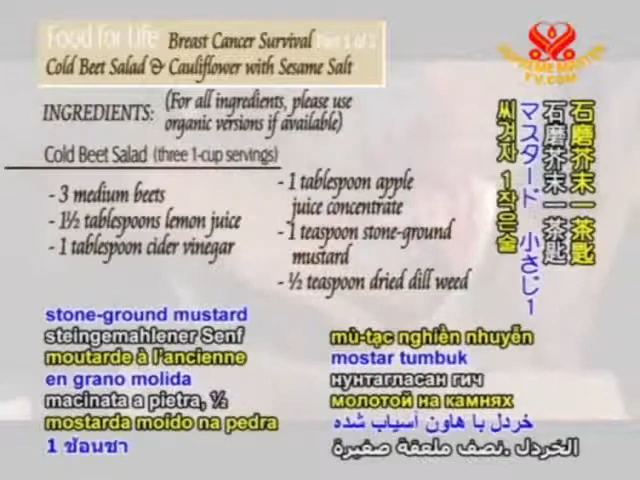 Food for Life Breast Cancer Survival Part 1 of 2
Cold Beet Salad & Cauliflower with Sesame Salt
SUPREME MASTER
TV.COM
INGREDIENTS: (For all ingredients, please use
organic versions if available)
Cold Beet Salad (three 1-cup servings)
- 3 medium beets
- 1½ tablespoons lemon juice
- 1 tablespoon cider vinegar
- 1 tablespoon apple
juice concentrate
- 1 teaspoon stone-ground
mustard
- ½ teaspoon dried dill weed
石磨芥末一茶匙
石磨芥末一茶匙
マスタード 小さじ1
씨겨자 1작은술
stone-ground mustard
steingemahlener Senf
moutarde à l'ancienne
en grano molida
macinata a pietra, ½
mostarda moído na pedra
1 ช้อนชา
mù-tạc nghiền nhuyễn
mostar tumbuk
нунтагласан гич
молотой на камнях
خردل با هاون آسیاب شده
الخردل .نصف ملعقة صغيرة